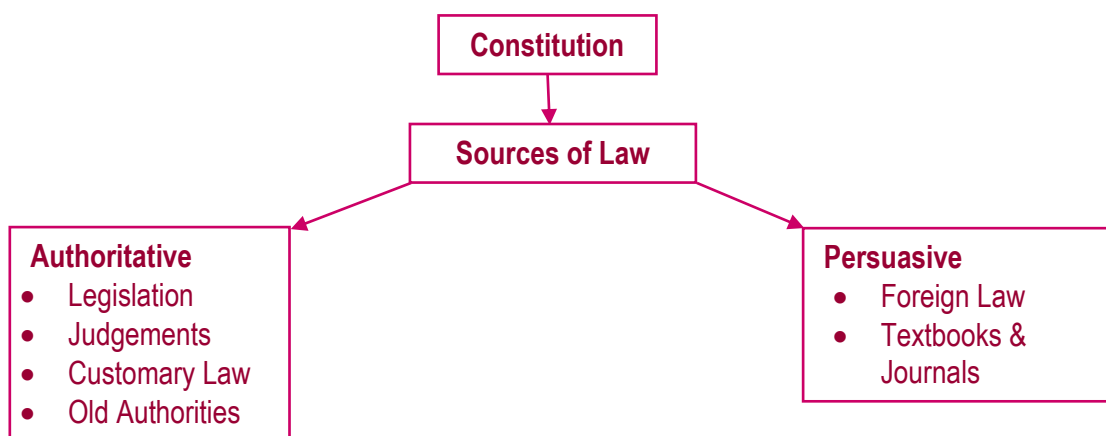 Constitution
Sources of Law
Authoritative
● Legislation
● Judgements
● Customary Law
● Old Authorities
Persuasive
● Foreign Law
● Textbooks &
Journals